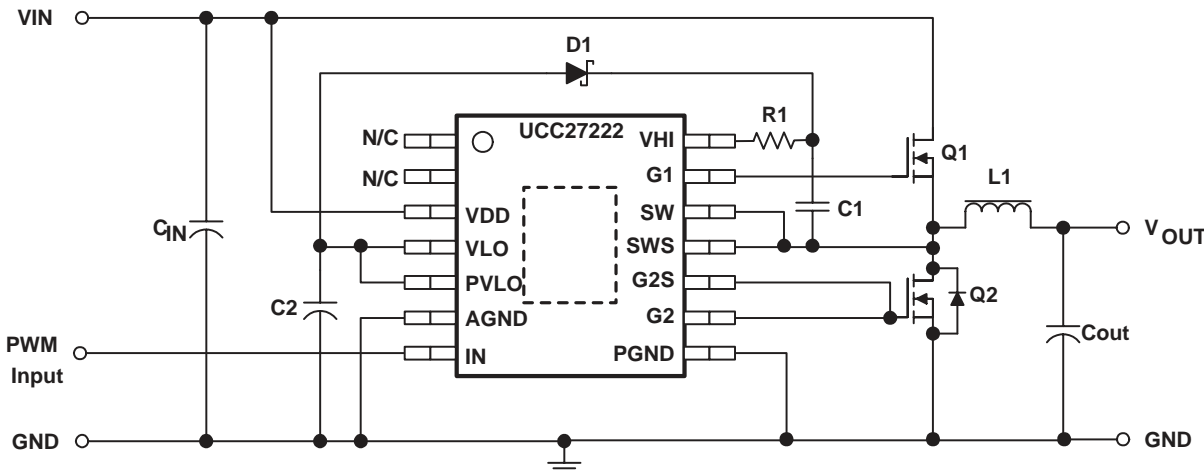 VIN
D1
UCC27222
R1
N/C
VHI
Q1
N/C
G1
L1
VDD
SW
C1
CIN
VLO
SWS
VOUT
PVLO
G2S
Q2
C2
AGND
G2
Cout
PWM
Input
IN
PGND
GND
GND